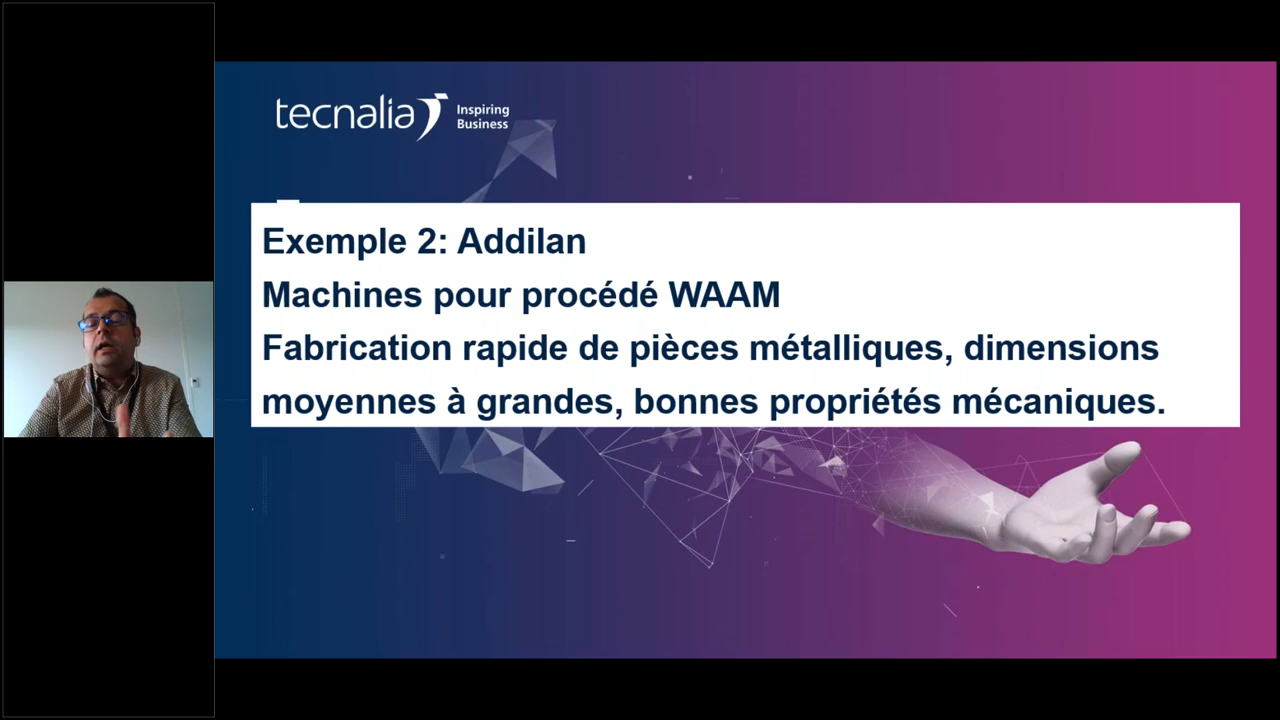 tecnalia
Inspiring
Business
Exemple 2: Addilan
Machines pour procédé WAAM
Fabrication rapide de pièces métalliques, dimensions
moyennes à grandes, bonnes propriétés mécaniques.